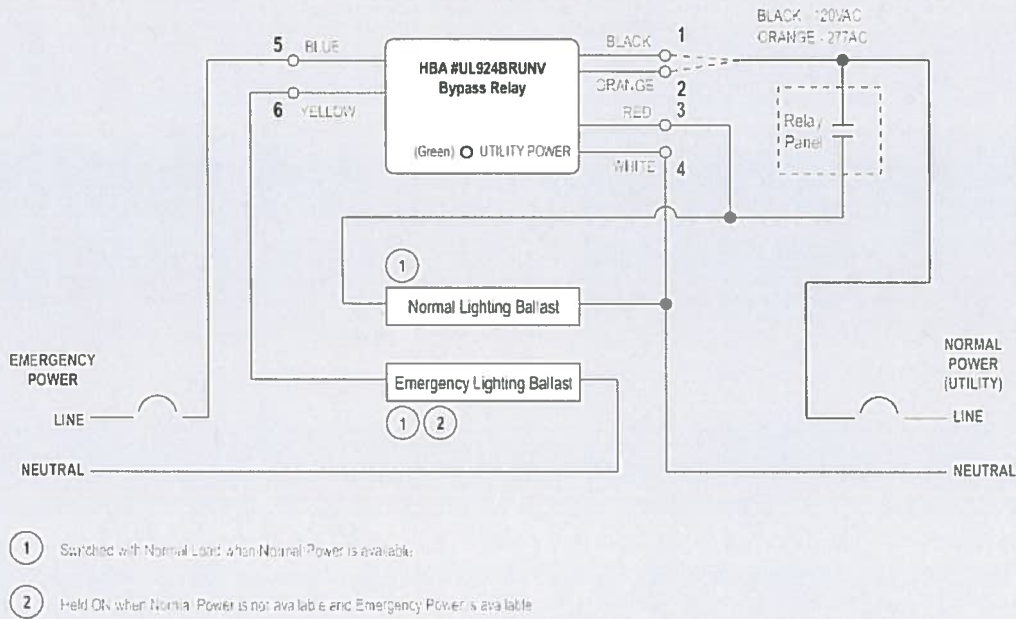 BLACK - 120VAC
ORANGE - 277AC
5 BLUE
BLACK 1
HBA #UL924BRUNV
Bypass Relay
6 YELLOW
ORANGE 2
RED 3
Relay
Panel
(Green) UTILITY POWER
WHITE 4
1
Normal Lighting Ballast
EMERGENCY
POWER
NORMAL
POWER
(UTILITY)
Emergency Lighting Ballast
LINE
1 2
LINE
NEUTRAL
NEUTRAL
1 Switched with Normal Load when Normal Power is available
2 Held ON when Normal Power is not available and Emergency Power is available